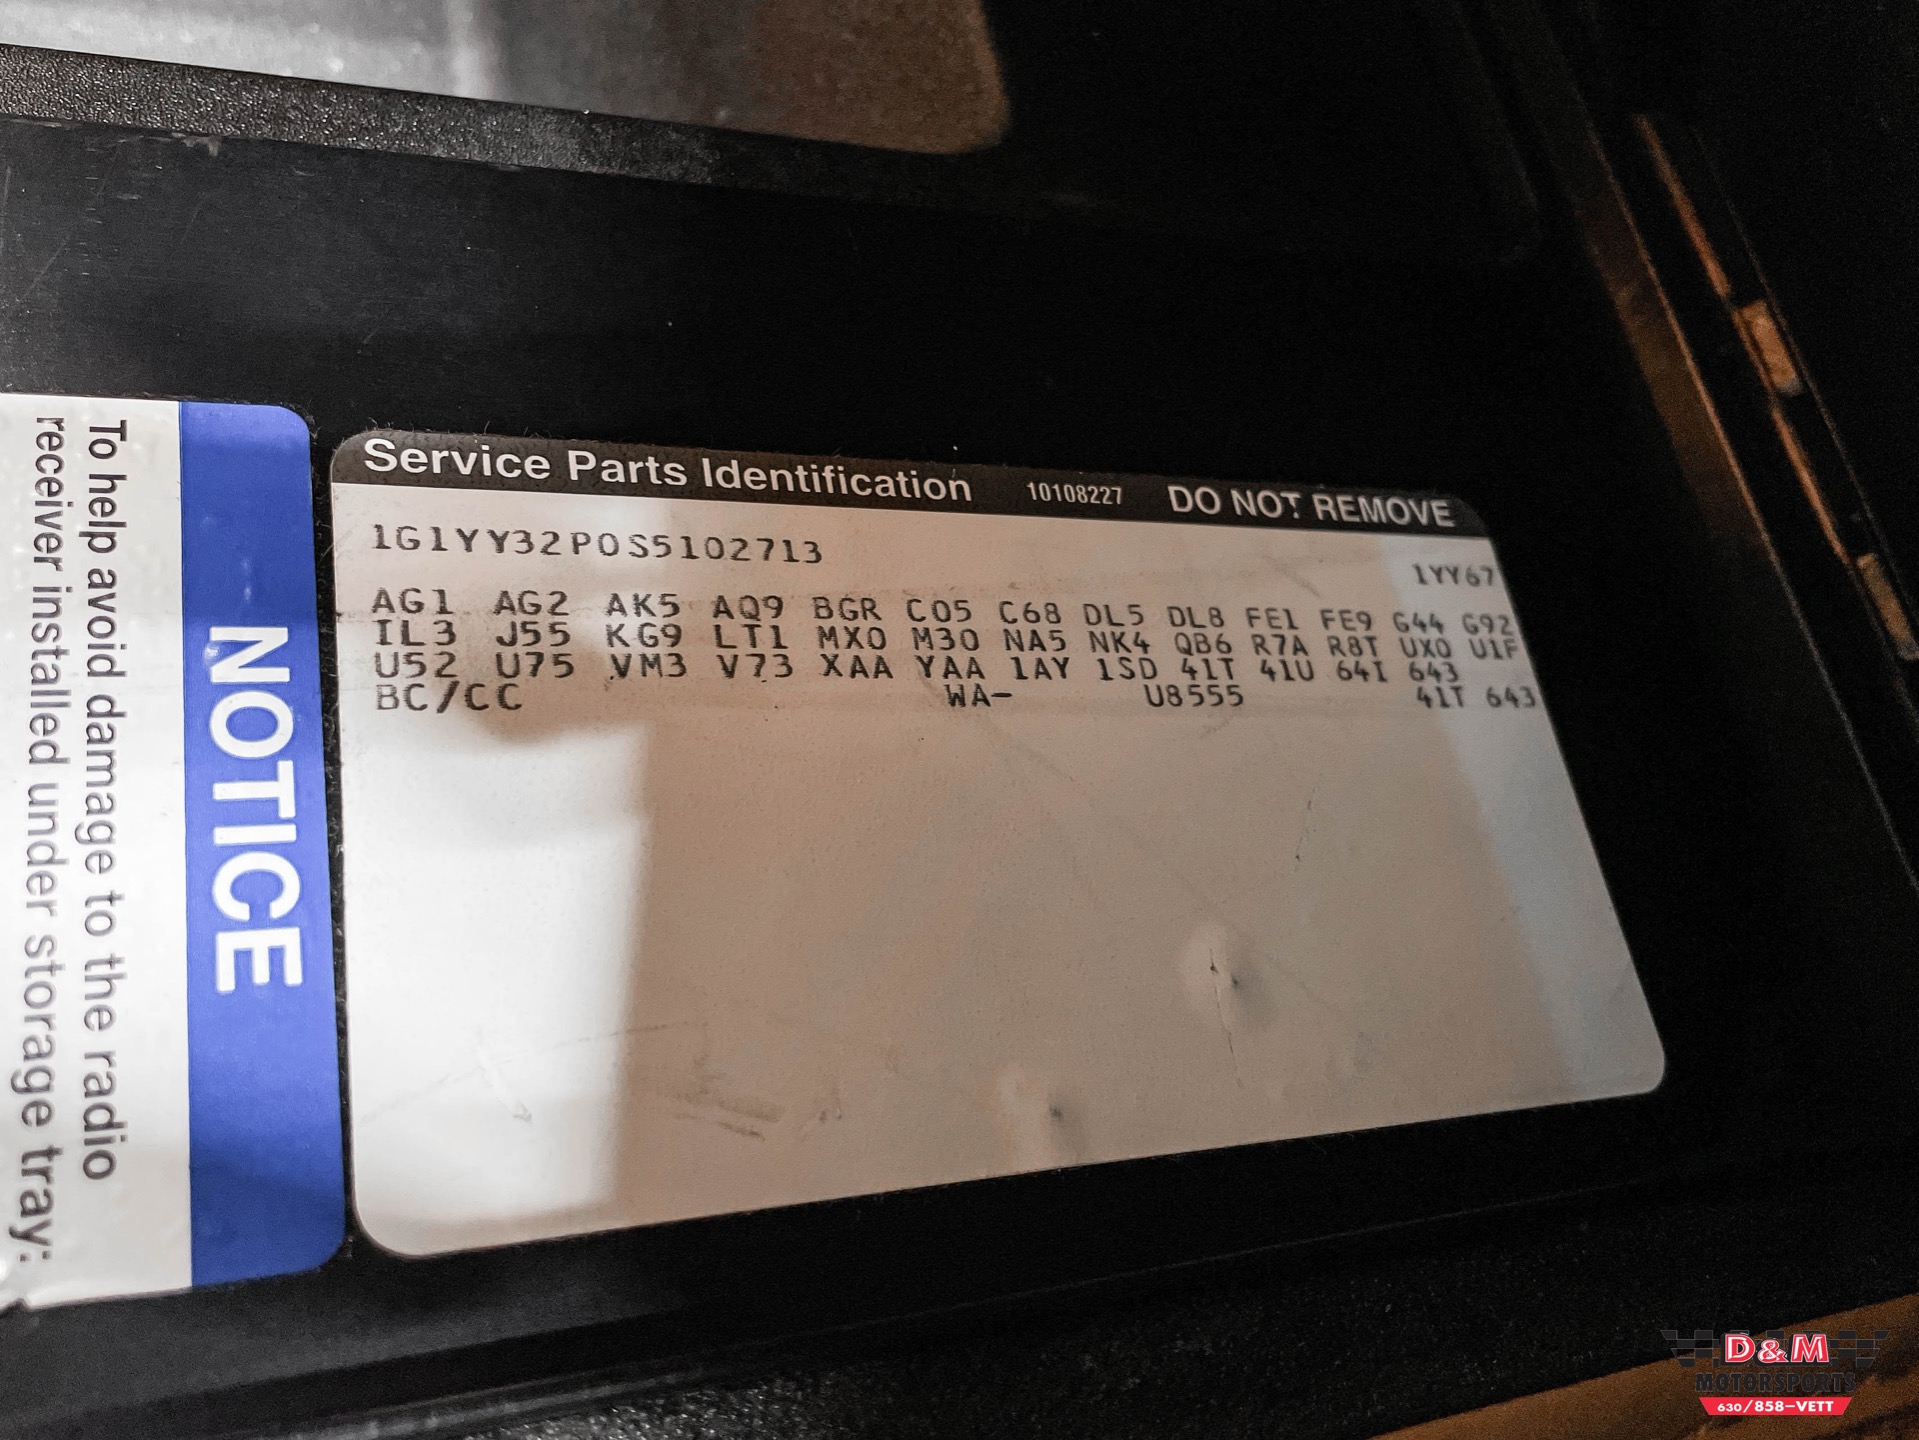 Service Parts Identification 10108227 DO NOT REMOVE
1G1YY32P0S5102713
1YY67
AG1 AG2 AK5 AQ9 BGR C05 C68 DL5 DL8 FE1 FE9 G44 G92
IL3 J55 KG9 LT1 MX0 M30 NA5 NK4 QB6 R7A R8T UX0 U1F
U52 U75 VM3 V73 XAA YAA 1AY 1SD 41T 41U 64I 643
BC/CC WA- U8555 41T 643
NOTICE
To help avoid damage to the radio
receiver installed under storage tray:
D&M
MOTORSPORTS
630/858-VETT